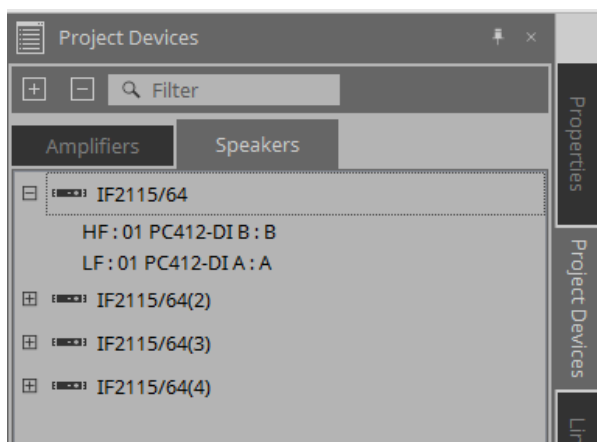 Project Devices
Filter
Amplifiers
Speakers
IF2115/64
HF : 01 PC412-DI B : B
LF : 01 PC412-DI A : A
IF2115/64(2)
IF2115/64(3)
IF2115/64(4)
Properties
Project Devices